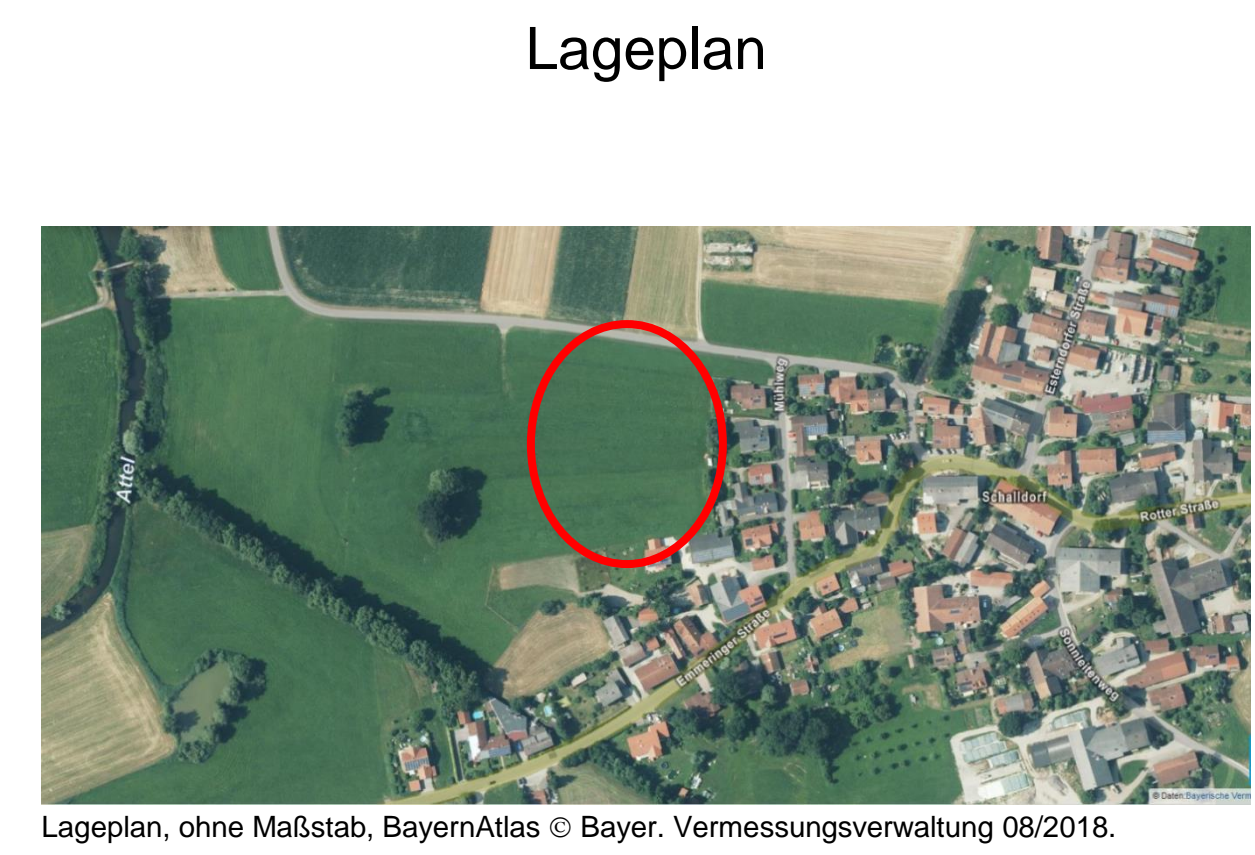 Lageplan
Mühlweg
Esterndorfer Straße
Attel
Schalldorf
Rotter Straße
Emmeringer Straße
Sonnleitenweg
© Daten:Bayerische Verm
Lageplan, ohne Maßstab, BayernAtlas © Bayer. Vermessungsverwaltung 08/2018.